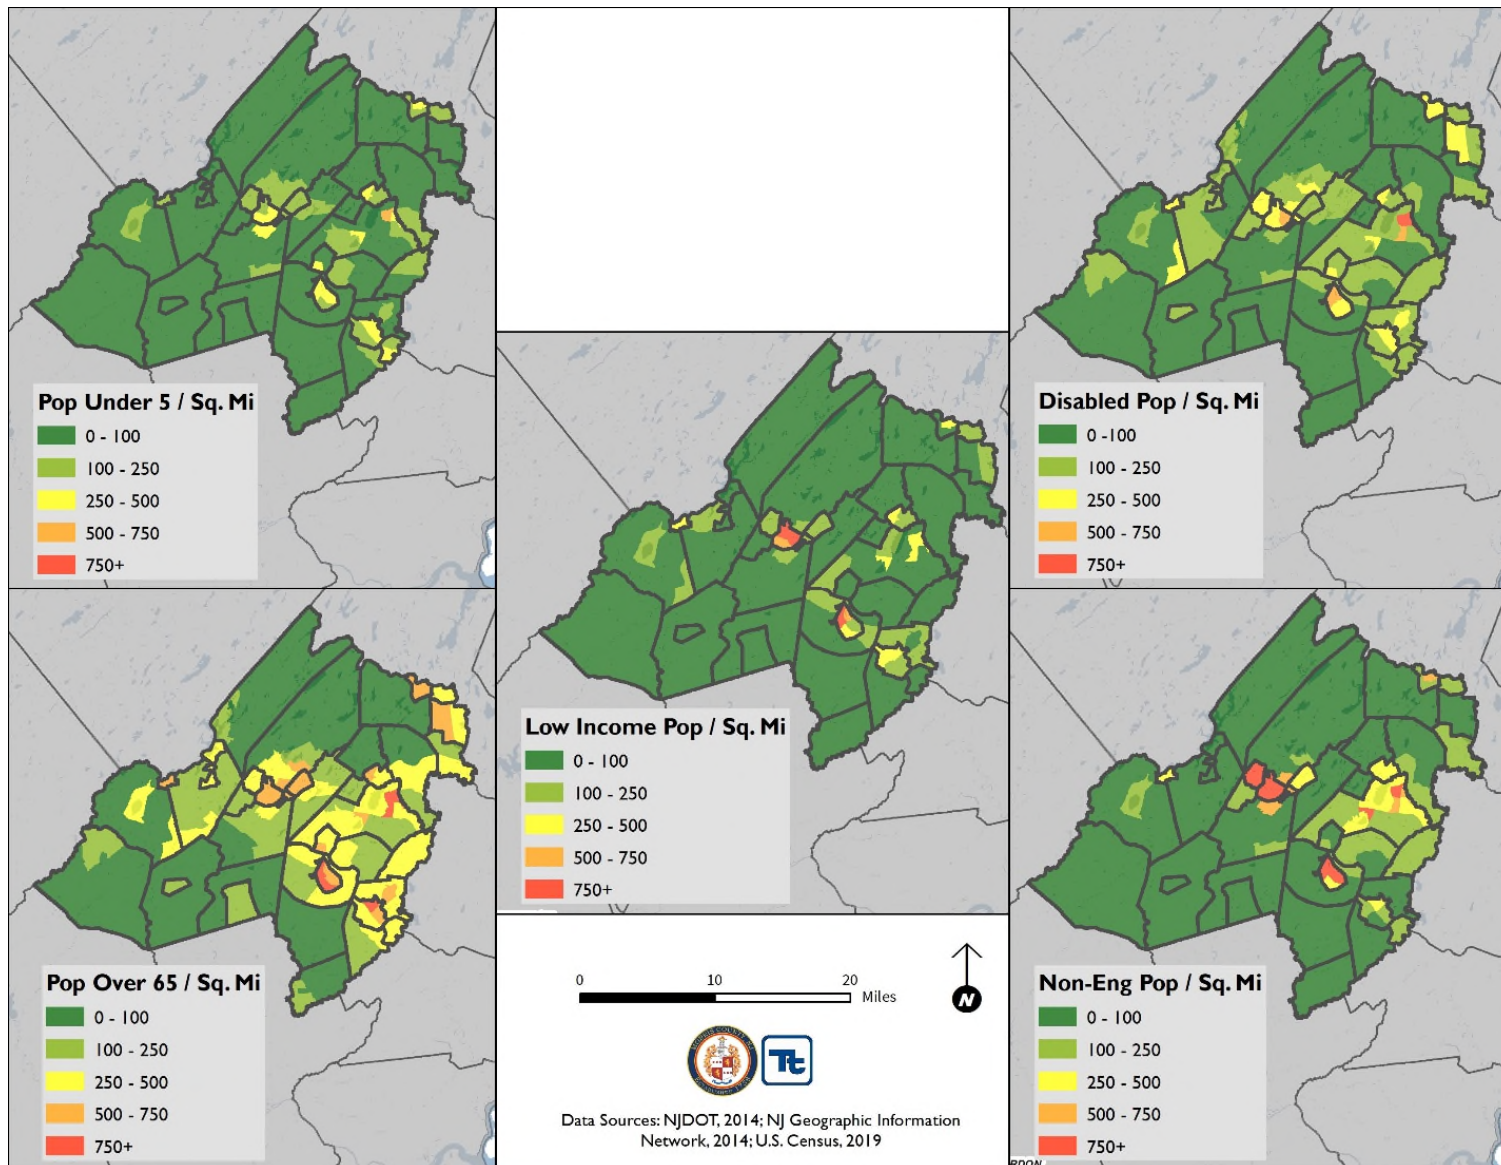 Pop Under 5 / Sq. Mi
0 - 100
100 - 250
250 - 500
500 - 750
750+
Disabled Pop / Sq. Mi
0 -100
100 - 250
250 - 500
500 - 750
750+
Low Income Pop / Sq. Mi
0 - 100
100 - 250
250 - 500
500 - 750
750+
Pop Over 65 / Sq. Mi
0 - 100
100 - 250
250 - 500
500 - 750
750+
Non-Eng Pop / Sq. Mi
0 - 100
100 - 250
250 - 500
500 - 750
750+
0 10 20
Miles
N
Tt
Data Sources: NJDOT, 2014; NJ Geographic Information
Network, 2014; U.S. Census, 2019